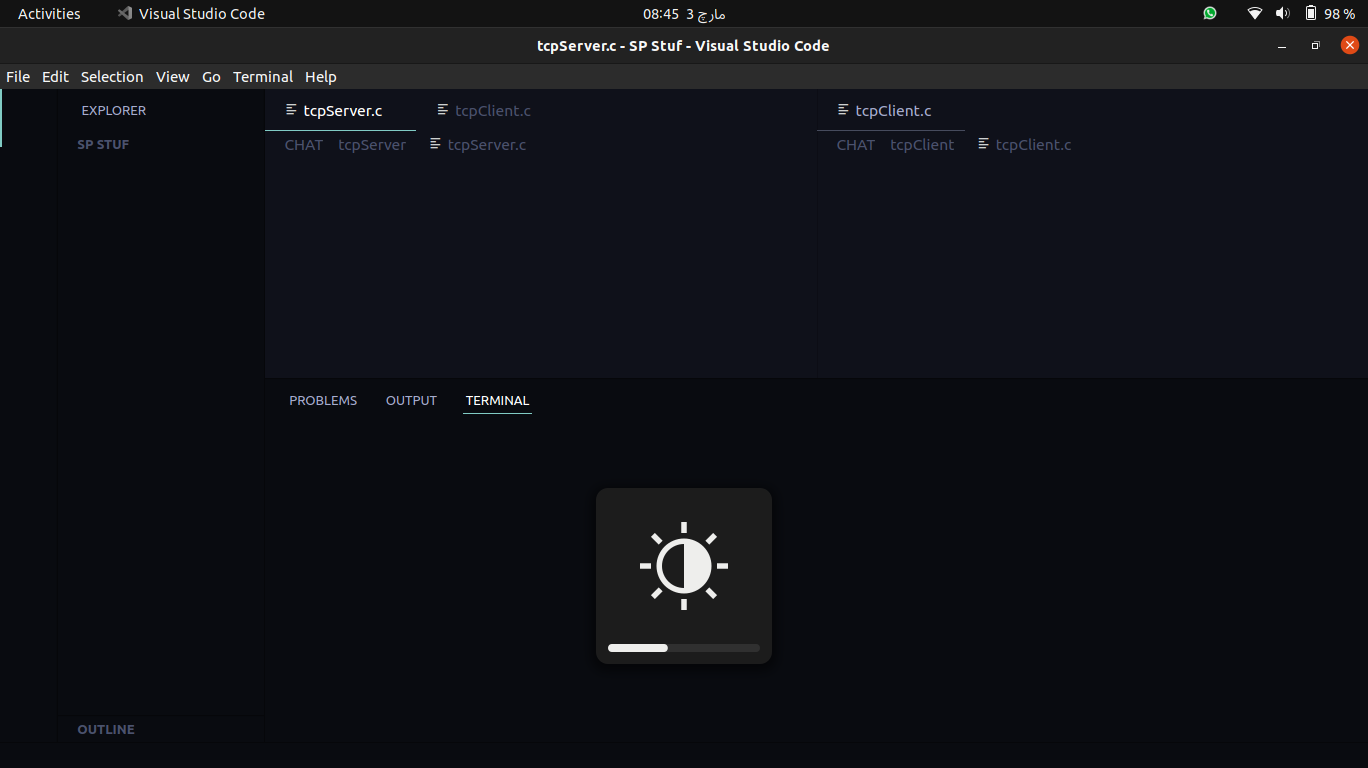 Activities Visual Studio Code 08:45 3 مارچ 98 %
tcpServer.c - SP Stuf - Visual Studio Code
File Edit Selection View Go Terminal Help
EXPLORER
SP STUF
tcpServer.c tcpClient.c
CHAT tcpServer tcpServer.c
tcpClient.c
CHAT tcpClient tcpClient.c
PROBLEMS OUTPUT TERMINAL
OUTLINE